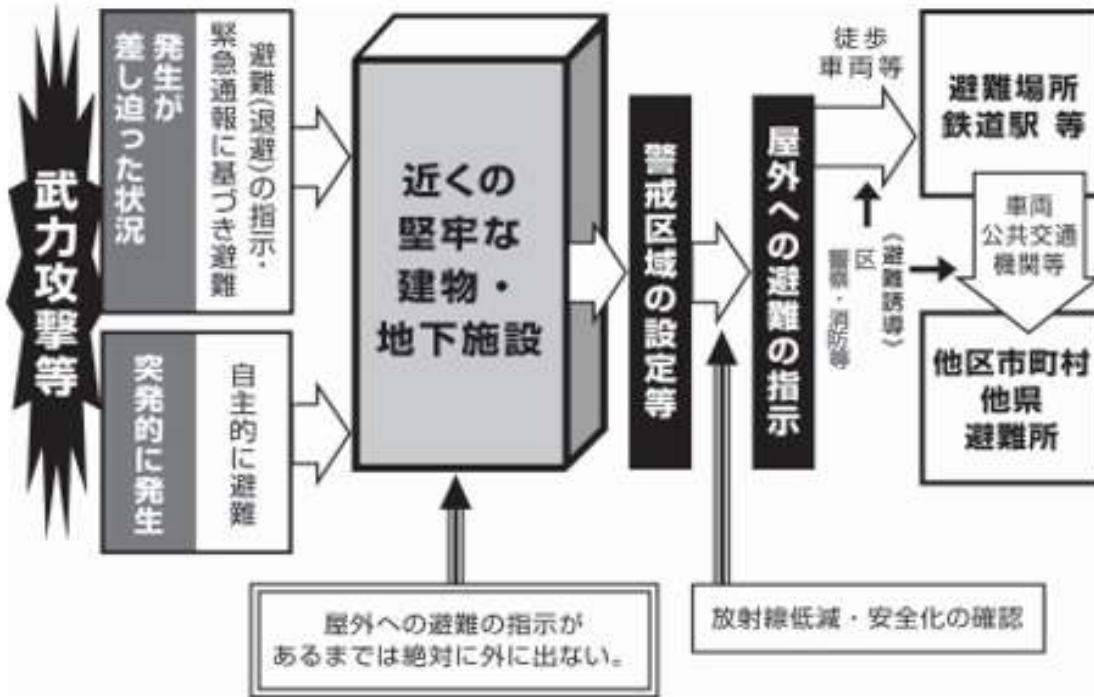 武力攻撃等
発生が
差し迫った状況
避難(退避)の指示・
緊急通報に基づき避難
突発的に発生
自主的に避難
近くの
堅牢な
建物・
地下施設
警戒区域の設定等
屋外への避難の指示
徒歩
車両等
避難場所
鉄道駅 等
《避難誘導》
区
警察・消防等
車両
公共交通
機関等
他区市町村
他県
避難所
屋外への避難の指示が
あるまでは絶対に外に出ない。
放射線低減・安全化の確認